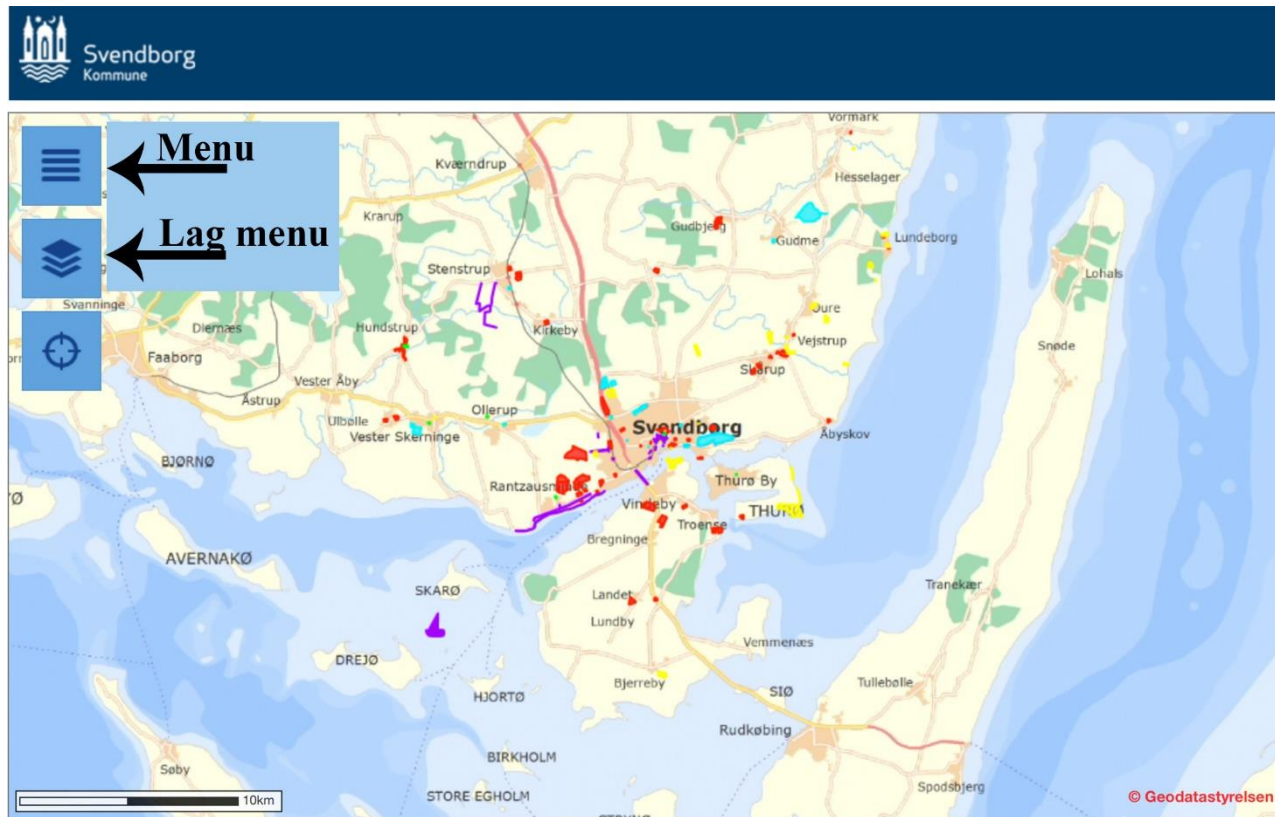 Svendborg
Kommune
Menu
Lag menu
Vormark
Kværndrup
Hesselager
Krarup
Gudbjerg
Gudme
Lundeborg
Stenstrup
Lohals
Svanninge
Diernæs
Hundstrup
Kirkeby
Oure
Vejstrup
Snøde
Faaborg
Vester Åby
Skårup
Åstrup
Ollerup
Ulbølle
Vester Skerninge
Svendborg
Åbyskov
BJØRNØ
Rantzausminde
Thurø By
Vindeby
THURØ
Troense
Bregninge
AVERNAKØ
SKARØ
Landet
Tranekær
Lundby
Vemmenæs
DREJØ
Bjerreby
SIØ
Tullebølle
HJORTØ
Rudkøbing
BIRKHOLM
Søby
Spodsbjerg
STORE EGHOLM
10km
© Geodatastyrelsen